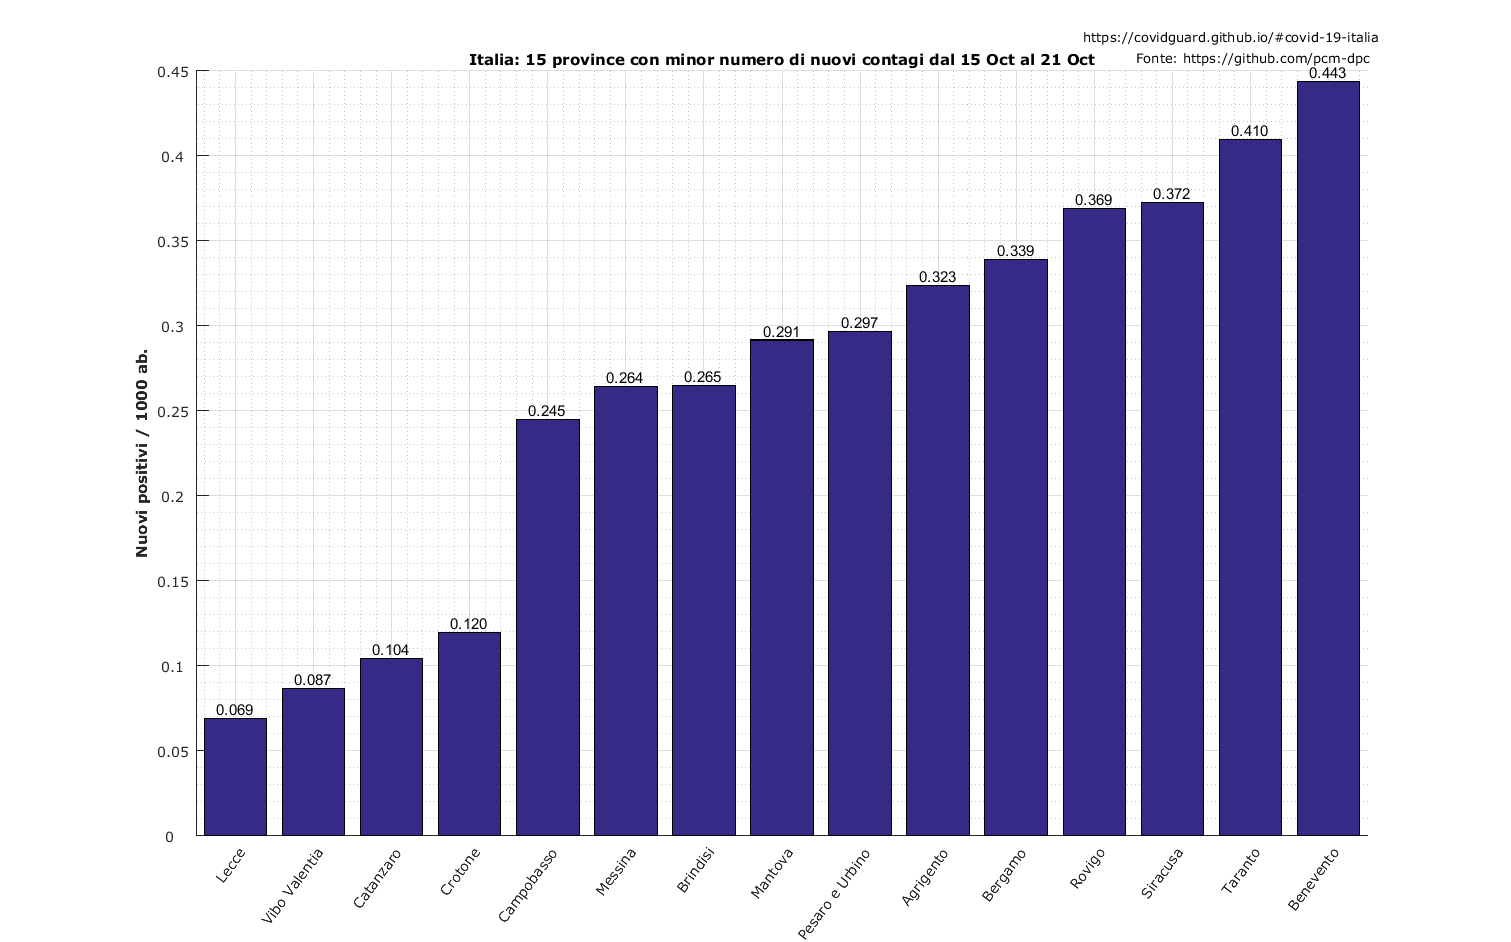 https://covidguard.github.io/#covid-19-italia
Italia: 15 province con minor numero di nuovi contagi dal 15 Oct al 21 Oct
Fonte: https://github.com/pcm-dpc
Nuovi positivi / 1000 ab.
0.45
0.4
0.35
0.3
0.25
0.2
0.15
0.1
0.05
0
0.069
0.087
0.104
0.120
0.245
0.264
0.265
0.291
0.297
0.323
0.339
0.369
0.372
0.410
0.443
Lecce
Vibo Valentia
Catanzaro
Crotone
Campobasso
Messina
Brindisi
Mantova
Pesaro e Urbino
Agrigento
Bergamo
Rovigo
Siracusa
Taranto
Benevento